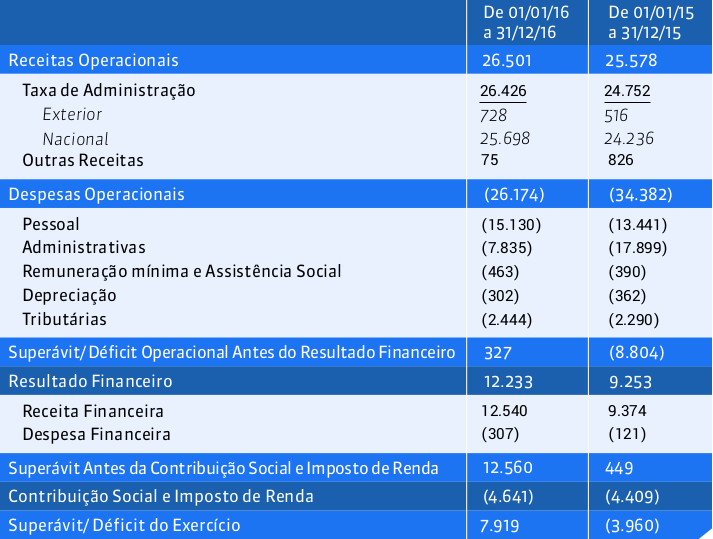 De 01/01/16 a 31/12/16 De 01/01/15 a 31/12/15
Receitas Operacionais 26.501 25.578
Taxa de Administração 26.426 24.752
Exterior 728 516
Nacional 25.698 24.236
Outras Receitas 75 826
Despesas Operacionais (26.174) (34.382)
Pessoal (15.130) (13.441)
Administrativas (7.835) (17.899)
Remuneração mínima e Assistência Social (463) (390)
Depreciação (302) (362)
Tributárias (2.444) (2.290)
Superávit/ Déficit Operacional Antes do Resultado Financeiro 327 (8.804)
Resultado Financeiro 12.233 9.253
Receita Financeira 12.540 9.374
Despesa Financeira (307) (121)
Superávit Antes da Contribuição Social e Imposto de Renda 12.560 449
Contribuição Social e Imposto de Renda (4.641) (4.409)
Superávit/ Déficit do Exercício 7.919 (3.960)